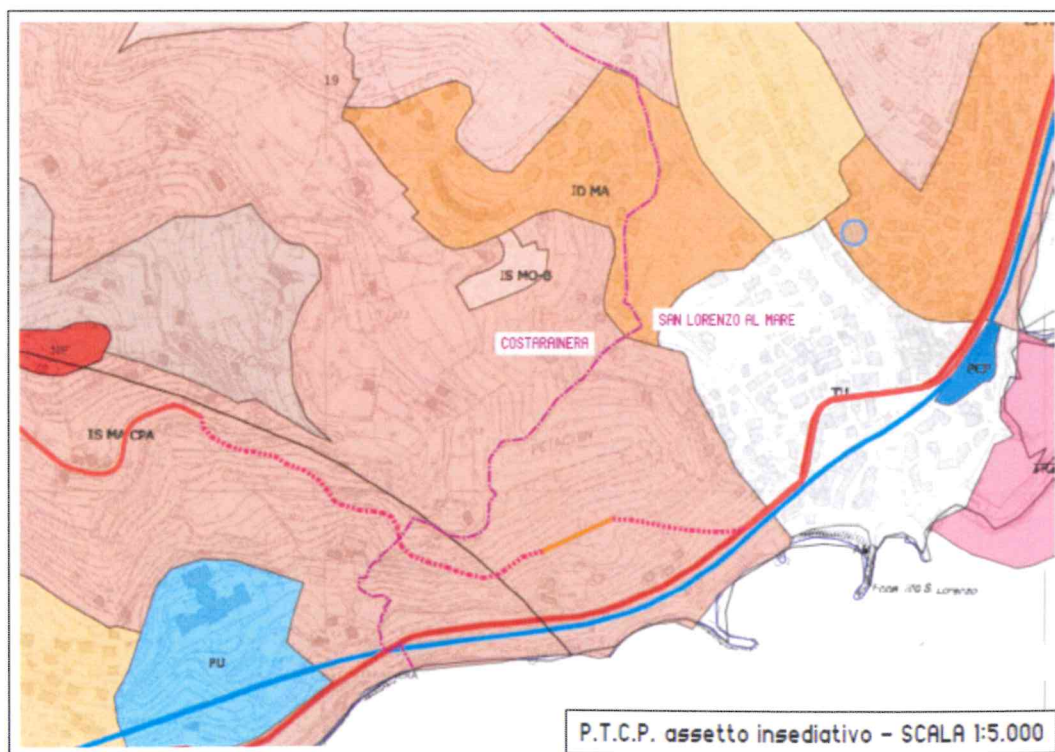 19
ID MA
IS MO-B
SAN LORENZO AL MARE
COSTARAINERA
TU
IS MA CPA
PU
P.T.C.P. assetto insediativo - SCALA 1:5.000